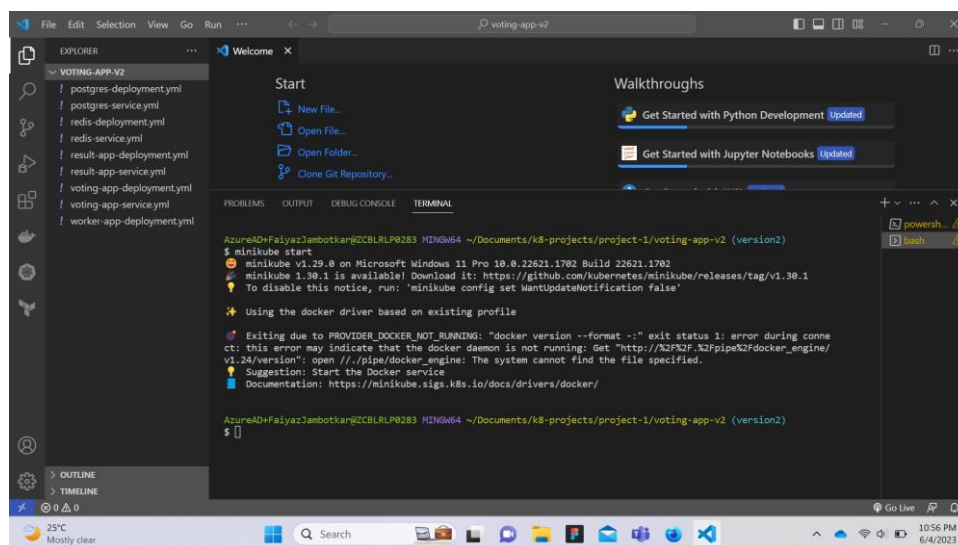 File Edit Selection View Go Run ... voting-app-v2
EXPLORER ...
VOTING-APP-V2
! postgres-deployment.yml
! postgres-service.yml
! redis-deployment.yml
! redis-service.yml
! result-app-deployment.yml
! result-app-service.yml
! voting-app-deployment.yml
! voting-app-service.yml
! worker-app-deployment.yml
OUTLINE
TIMELINE
Welcome
Start
New File...
Open File...
Open Folder...
Clone Git Repository...
Walkthroughs
Get Started with Python Development Updated
Get Started with Jupyter Notebooks Updated
PROBLEMS OUTPUT DEBUG CONSOLE TERMINAL
powersh...
bash
AzureAD+FaiyazJambotkar@ZCBLRLP0283 MINGW64 ~/Documents/k8-projects/project-1/voting-app-v2 (version2)
$ minikube start
minikube v1.29.0 on Microsoft Windows 11 Pro 10.0.22621.1702 Build 22621.1702
minikube 1.30.1 is available! Download it: https://github.com/kubernetes/minikube/releases/tag/v1.30.1
To disable this notice, run: 'minikube config set WantUpdateNotification false'
Using the docker driver based on existing profile
Exiting due to PROVIDER_DOCKER_NOT_RUNNING: "docker version --format -:" exit status 1: error during conne
ct: this error may indicate that the docker daemon is not running: Get "http://%2F%2F.%2Fpipe%2Fdocker_engine/
v1.24/version": open //./pipe/docker_engine: The system cannot find the file specified.
Suggestion: Start the Docker service
Documentation: https://minikube.sigs.k8s.io/docs/drivers/docker/
AzureAD+FaiyazJambotkar@ZCBLRLP0283 MINGW64 ~/Documents/k8-projects/project-1/voting-app-v2 (version2)
$
0 0 Go Live
25°C
Mostly clear
Search
10:56 PM
6/4/2023